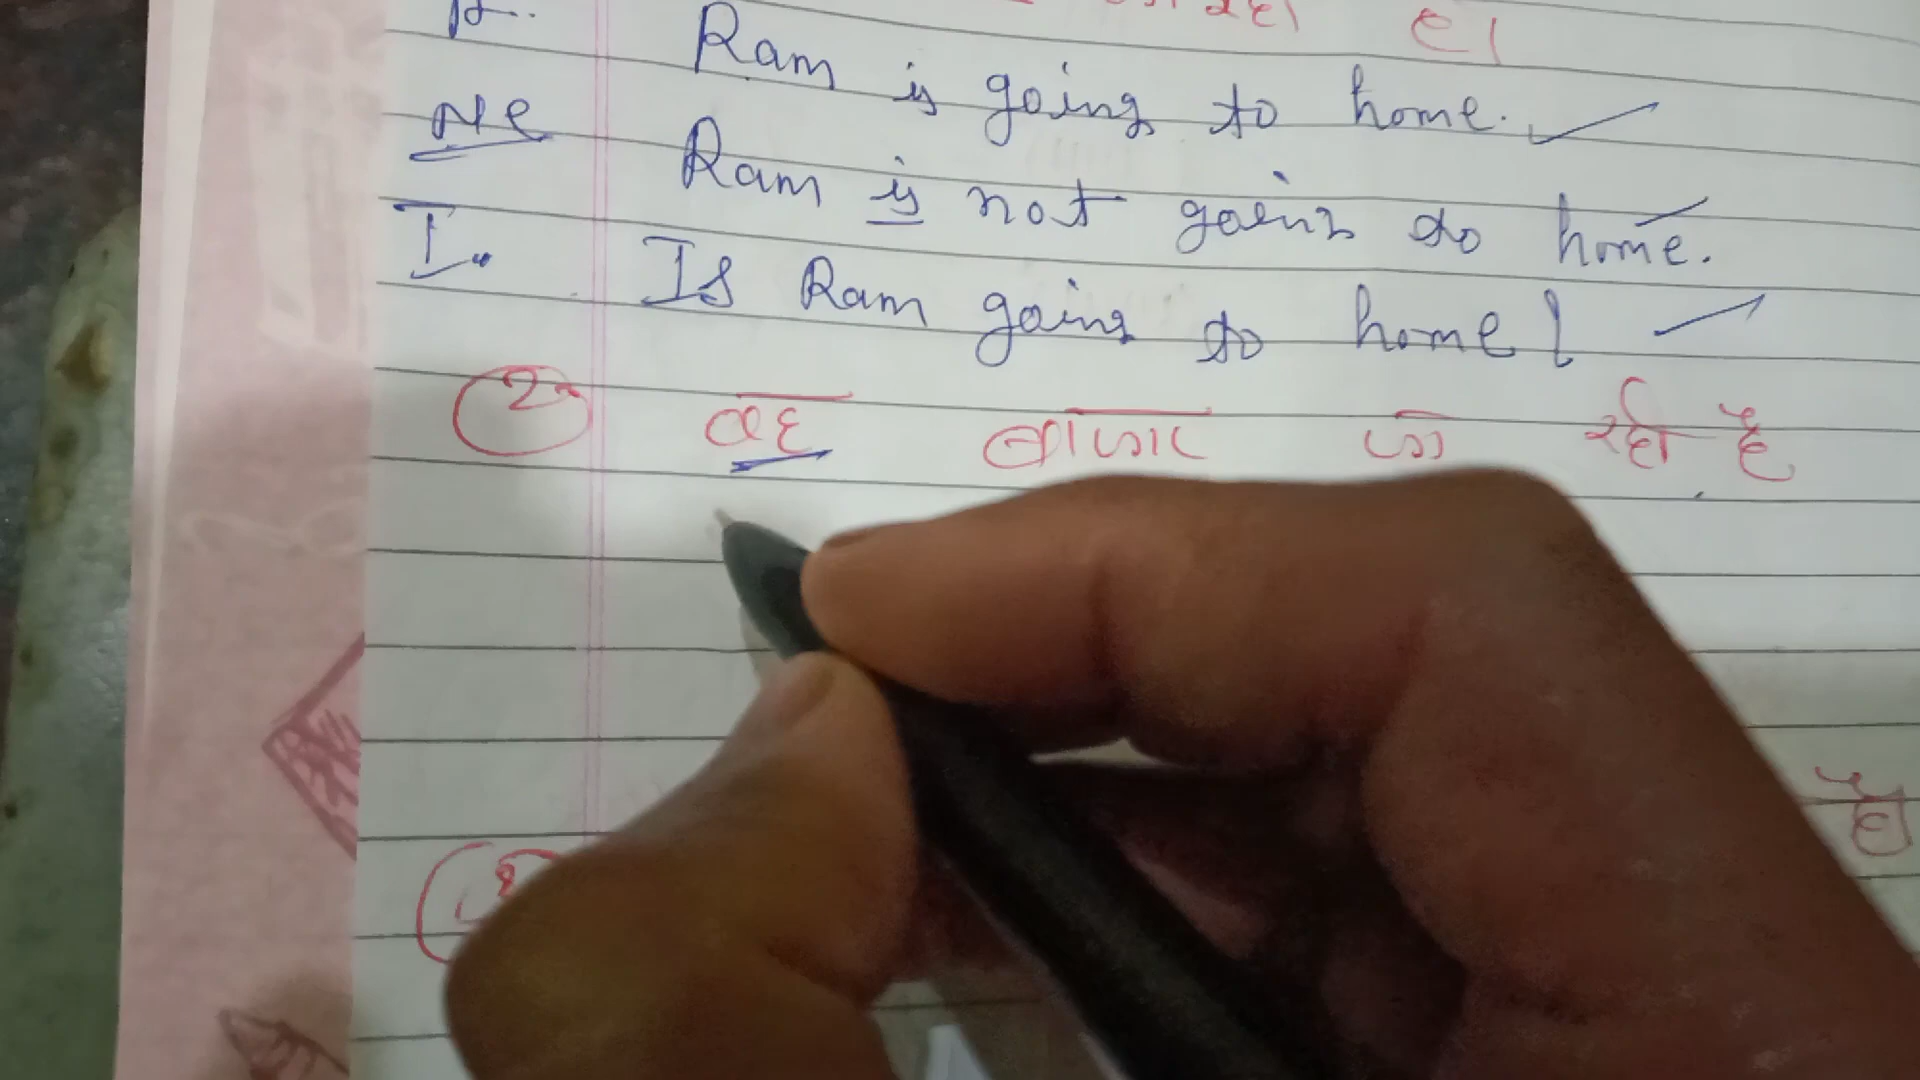 Ram is going to home.
Ne Ram is not going to home.
I. Is Ram going to home?
2 वह बाजार जा रहा है
है